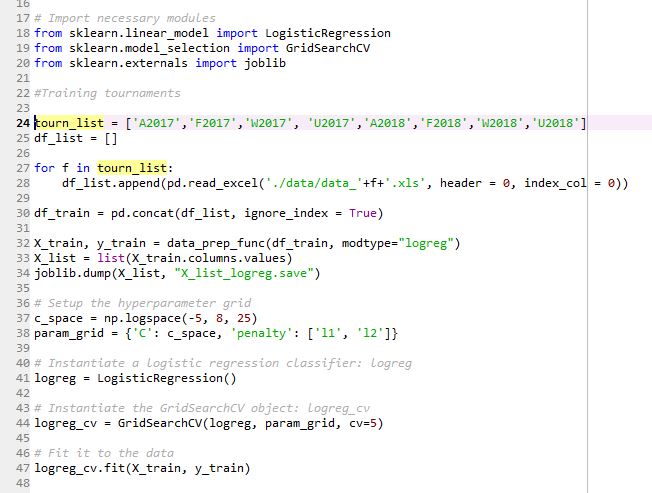 16
17 # Import necessary modules
18 from sklearn.linear_model import LogisticRegression
19 from sklearn.model_selection import GridSearchCV
20 from sklearn.externals import joblib
21
22 #Training tournaments
23
24 tourn_list = ['A2017','F2017','W2017', 'U2017','A2018','F2018','W2018','U2018']
25 df_list = []
26
27 for f in tourn_list:
28     df_list.append(pd.read_excel('./data/data_'+f+'.xls', header = 0, index_col = 0))
29
30 df_train = pd.concat(df_list, ignore_index = True)
31
32 X_train, y_train = data_prep_func(df_train, modtype="logreg")
33 X_list = list(X_train.columns.values)
34 joblib.dump(X_list, "X_list_logreg.save")
35
36 # Setup the hyperparameter grid
37 c_space = np.logspace(-5, 8, 25)
38 param_grid = {'C': c_space, 'penalty': ['l1', 'l2']}
39
40 # Instantiate a logistic regression classifier: logreg
41 logreg = LogisticRegression()
42
43 # Instantiate the GridSearchCV object: logreg_cv
44 logreg_cv = GridSearchCV(logreg, param_grid, cv=5)
45
46 # Fit it to the data
47 logreg_cv.fit(X_train, y_train)
48